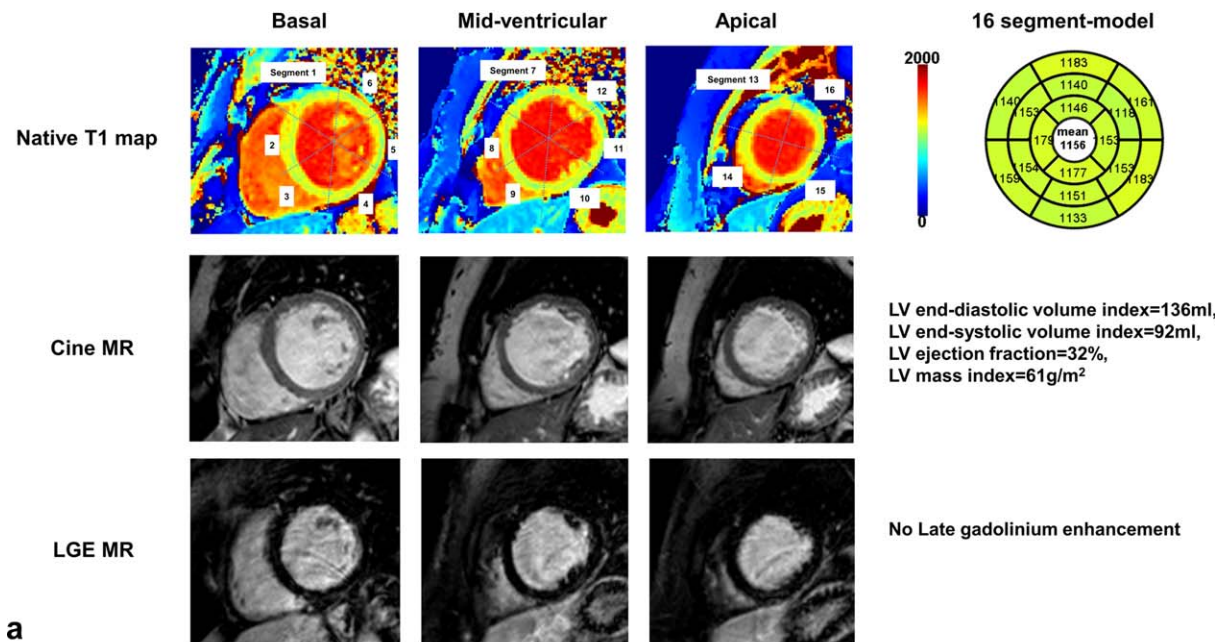 Basal
Mid-ventricular
Apical
16 segment-model
Native T1 map
Segment 1
6
2
5
3
4
Segment 7
12
8
11
9
10
Segment 13
16
14
15
2000
0
1183
1140
1140
1161
1153
1146
1118
179
mean
1156
153
1159
1154
1177
1153
1183
1151
1133
Cine MR
LV end-diastolic volume index=136ml,
LV end-systolic volume index=92ml,
LV ejection fraction=32%,
LV mass index=61g/m²
LGE MR
No Late gadolinium enhancement
a